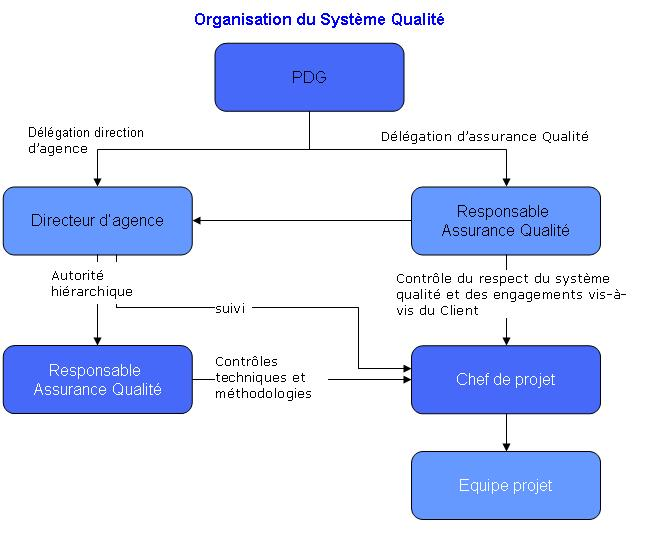 Organisation du Système Qualité
PDG
Délégation direction
d'agence
Délégation d'assurance Qualité
Directeur d'agence
Responsable
Assurance Qualité
Autorité
hiérarchique
Contrôle du respect du système
qualité et des engagements vis-à-
vis du Client
suivi
Responsable
Assurance Qualité
Contrôles
techniques et
méthodologies
Chef de projet
Equipe projet